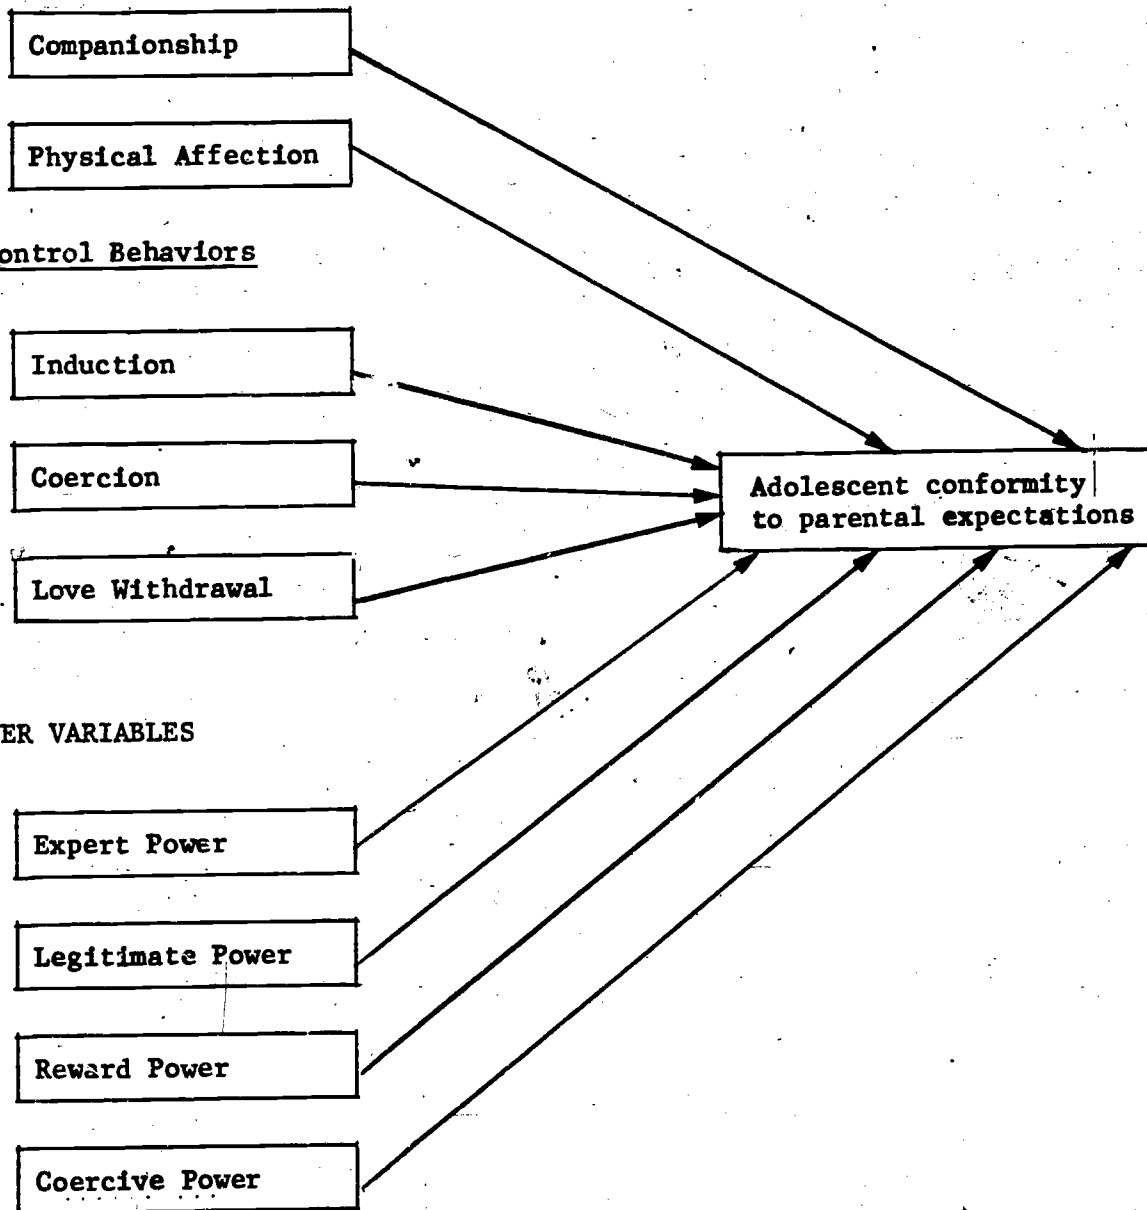 Companionship
Physical Affection
ontrol Behaviors
Induction
Coercion
Love Withdrawal
Adolescent conformity
to parental expectations
ER VARIABLES
Expert Power
Legitimate Power
Reward Power
Coercive Power